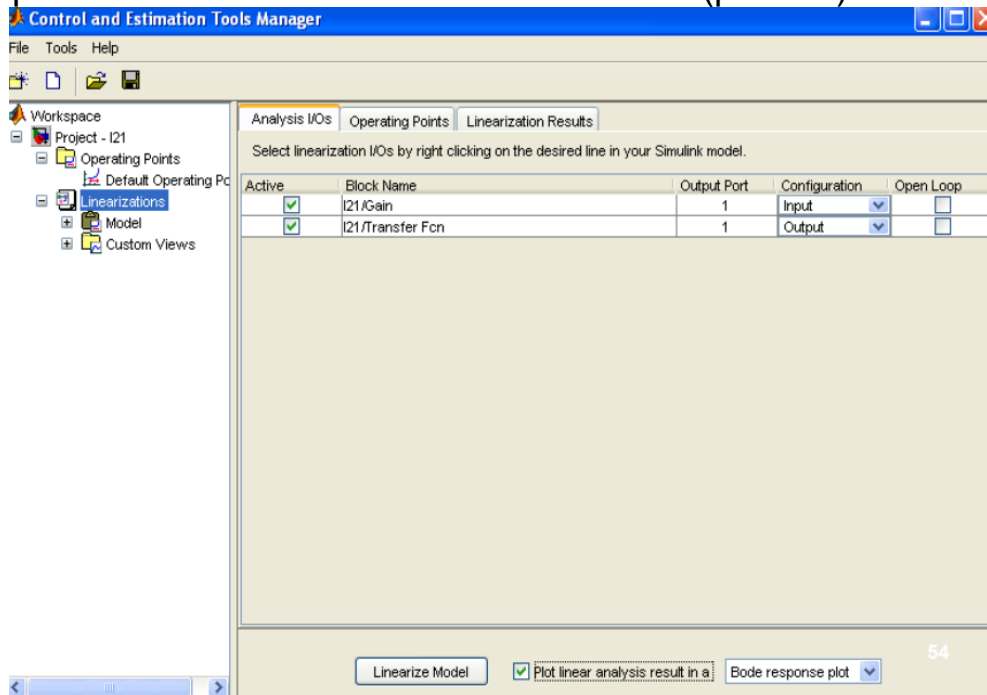 Control and Estimation Tools Manager
File Tools Help
Workspace
Project - I21
Operating Points
Default Operating Po
Linearizations
Model
Custom Views
Analysis I/Os Operating Points Linearization Results
Select linearization I/Os by right clicking on the desired line in your Simulink model.
Active Block Name Output Port Configuration Open Loop
I21/Gain 1 Input
I21/Transfer Fcn 1 Output
54
Linearize Model Plot linear analysis result in a Bode response plot